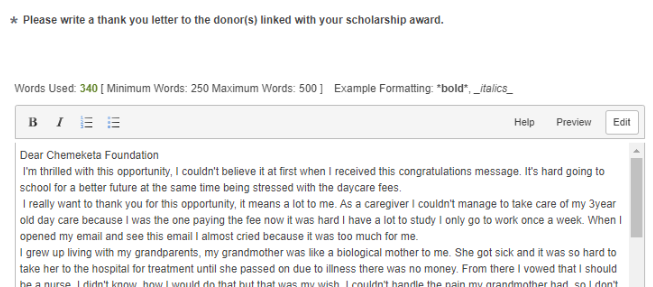 * Please write a thank you letter to the donor(s) linked with your scholarship award.
Words Used: 340 [ Minimum Words: 250 Maximum Words: 500 ] Example Formatting: *bold*, _italics_
B I Help Preview Edit
Dear Chemeketa Foundation
I'm thrilled with this opportunity, I couldn't believe it at first when I received this congratulations message. It's hard going to
school for a better future at the same time being stressed with the daycare fees.
I really want to thank you for this opportunity, it means a lot to me. As a caregiver I couldn't manage to take care of my 3year
old day care because I was the one paying the fee now it was hard I have a lot to study I only go to work once a week. When I
opened my email and see this email I almost cried because it was too much for me.
I grew up living with my grandparents, my grandmother was like a biological mother to me. She got sick and it was so hard to
take her to the hospital for treatment until she passed on due to illness there was no money. From there I vowed that I should
be a nurse. I didn't know, how I would do that but that was my wish. I couldn't handle the pain my grandmother had, so I don't